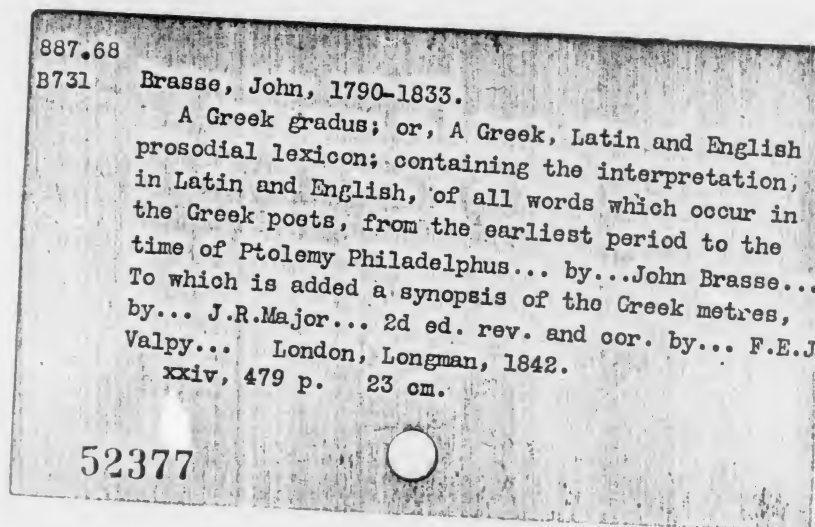 887.68
B731 Brasse, John, 1790-1833.
A Greek gradus; or, A Greek, Latin and English
prosodial lexicon; containing the interpretation,
in Latin and English, of all words which occur in
the Greek poets, from the earliest period to the
time of Ptolemy Philadelphus... by...John Brasse...
To which is added a synopsis of the Greek metres,
by... J.R.Major... 2d ed. rev. and cor. by... F.E.J
Valpy... London, Longman, 1842.
xxiv, 479 p. 23 cm.
52377